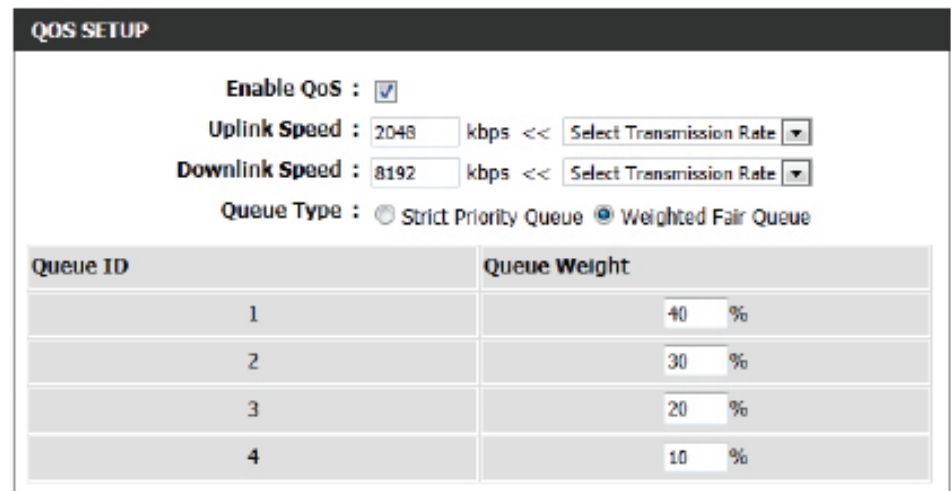 QOS SETUP
Enable QoS :
Uplink Speed : 2048 kbps << Select Transmission Rate
Downlink Speed : 8192 kbps << Select Transmission Rate
Queue Type : Strict Priority Queue Weighted Fair Queue
Queue ID Queue Weight
1 40 %
2 30 %
3 20 %
4 10 %